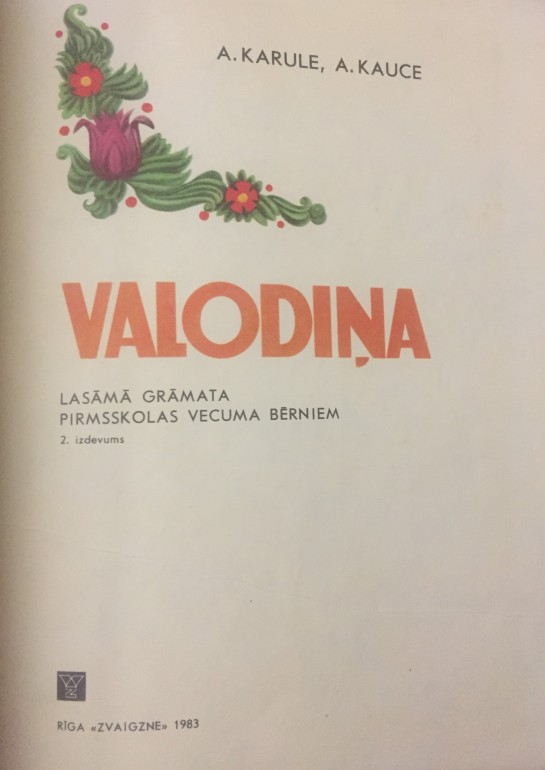 A. KARULE, A. KAUCE
VALODIŅA
LASĀMĀ GRĀMATA
PIRMSSKOLAS VECUMA BĒRNIEM
2. izdevums
RĪGA «ZVAIGZNE» 1983